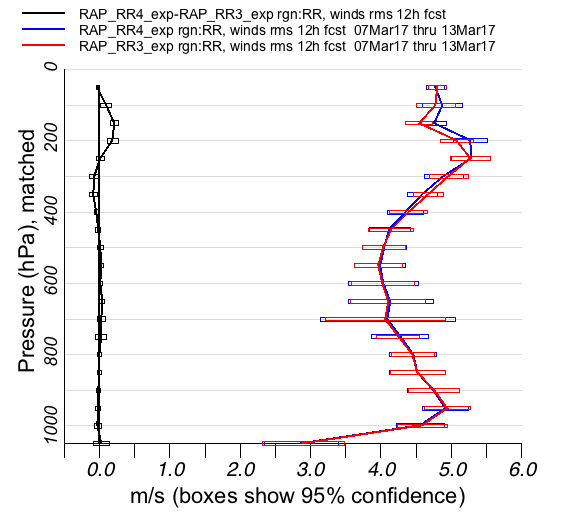 RAP_RR4_exp-RAP_RR3_exp rgn:RR, winds rms 12h fcst
RAP_RR4_exp rgn:RR, winds rms 12h fcst  07Mar17 thru 13Mar17
RAP_RR3_exp rgn:RR, winds rms 12h fcst  07Mar17 thru 13Mar17
0
200
400
600
800
1000
Pressure (hPa), matched
0.0
1.0
2.0
3.0
4.0
5.0
6.0
m/s (boxes show 95% confidence)